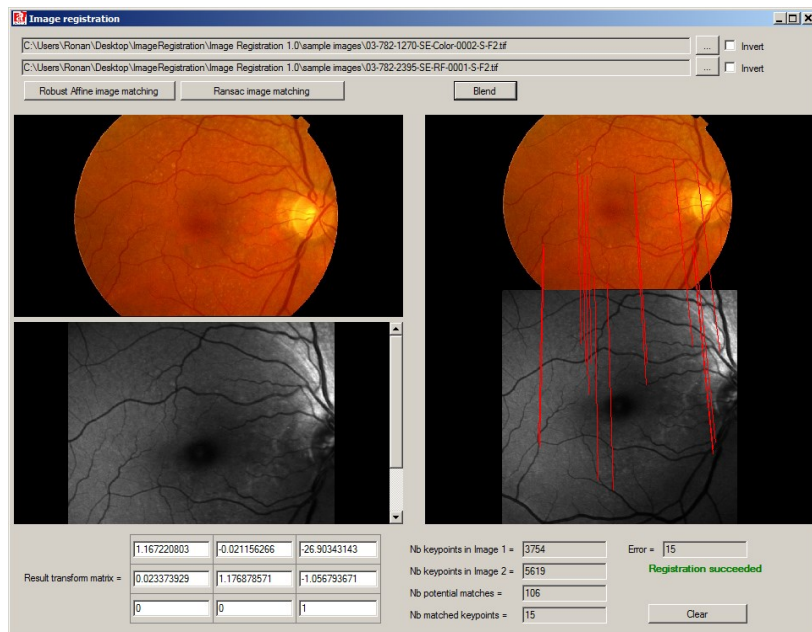 Image registration
C:\Users\Ronan\Desktop\ImageRegistration\Image Registration 1.0\sample images\03-782-1270-SE-Color-0002-S-F2.tif
... Invert
C:\Users\Ronan\Desktop\ImageRegistration\Image Registration 1.0\sample images\03-782-2395-SE-RF-0001-S-F2.tif
... Invert
Robust Affine image matching Ransac image matching Blend
1.167220803 -0.021156266 -26.90343143
Result transform matrix = 0.023373929 1.176878571 -1.056793671
0 0 1
Nb keypoints in Image 1 = 3754 Error = 15
Nb keypoints in Image 2 = 5619 Registration succeeded
Nb potential matches = 106
Nb matched keypoints = 15 Clear